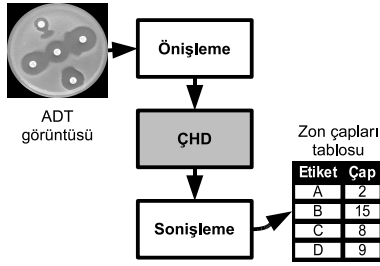 Önişleme
ADT
görüntüsü
ÇHD
Zon çapları
tablosu
Etiket Çap
A 2
B 15
C 8
D 9
Sonişleme